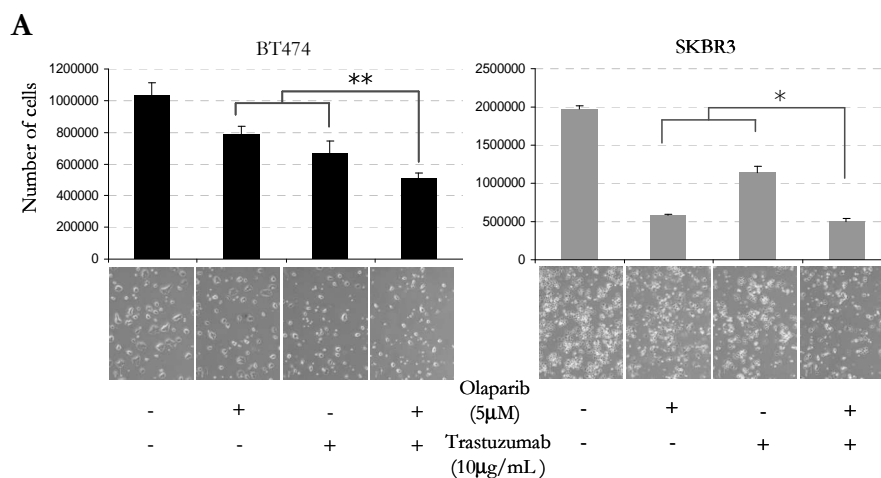 A
BT474
SKBR3
Number of cells
1200000
1000000
800000
600000
400000
200000
0
**
2500000
2000000
1500000
1000000
500000
0
*
Olaparib
(5μM)
- + - + - + - +
Trastuzumab
(10μg/mL )
- - + + - - + +